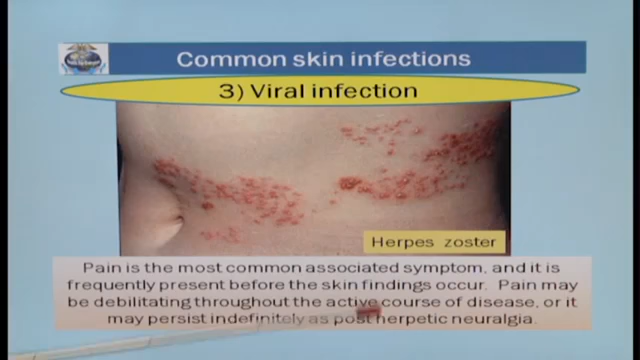 Common skin infections
3) Viral infection
Herpes zoster
Pain is the most common associated symptom, and it is
frequently present before the skin findings occur. Pain may
be debilitating throughout the active course of disease, or it
may persist indefinitely as post herpetic neuralgia.